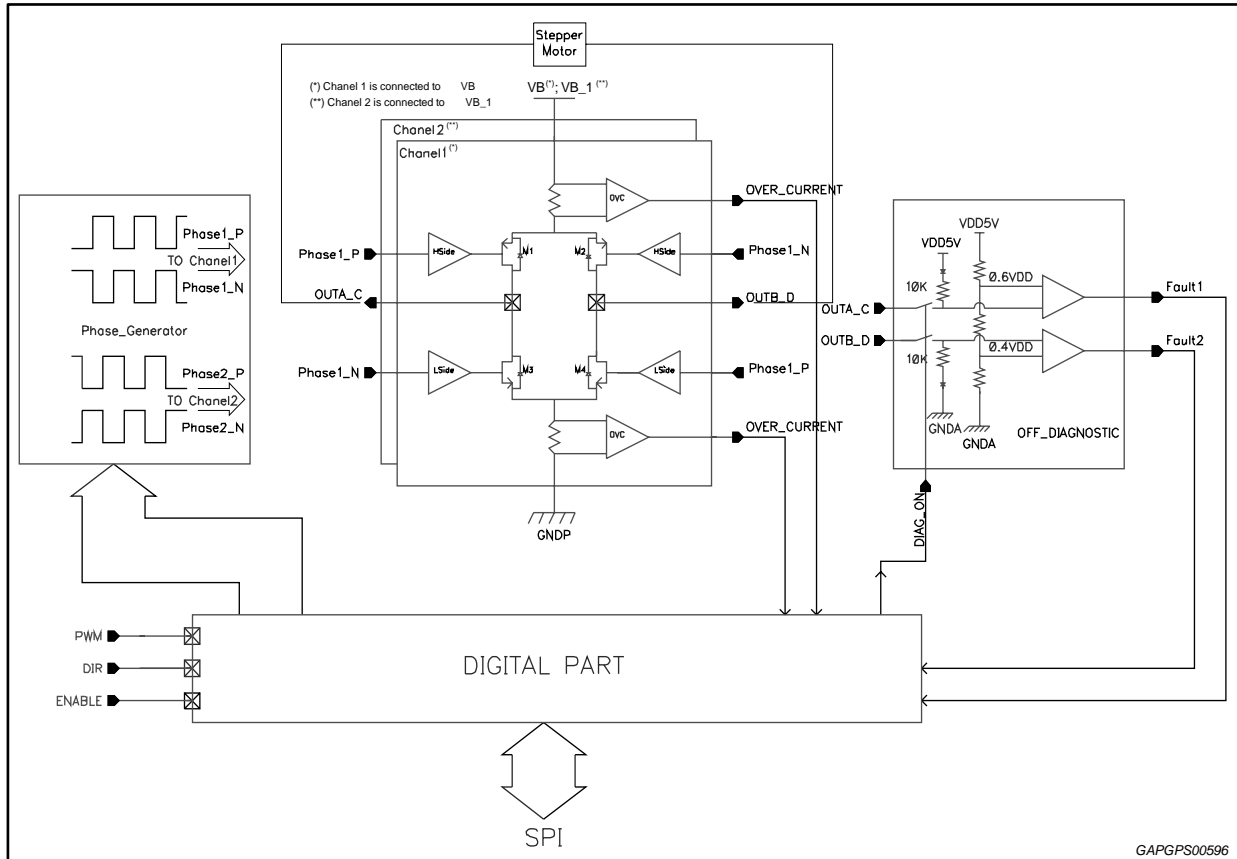 Stepper
Motor
(*) Chanel 1 is connected to VB
(**) Chanel 2 is connected to VB_1
VB(*); VB_1 (**)
Chanel2 (**)
Chanel1 (*)
OVC
OVER_CURRENT
Phase1_P
HSide
M1
M2
HSide
Phase1_N
OUTA_C
OUTB_D
Phase1_N
LSide
M3
M4
LSide
Phase1_P
OVC
OVER_CURRENT
GNDP
Phase1_P
TO Chanel1
Phase1_N
Phase_Generator
Phase2_P
TO Chanel2
Phase2_N
VDD5V
VDD5V
10K
0.6VDD
OUTA_C
Fault1
OUTB_D
0.4VDD
Fault2
10K
GNDA
GNDA
OFF_DIAGNOSTIC
DIAG_ON
PWM
DIR
ENABLE
DIGITAL PART
SPI
GAPGPS00596